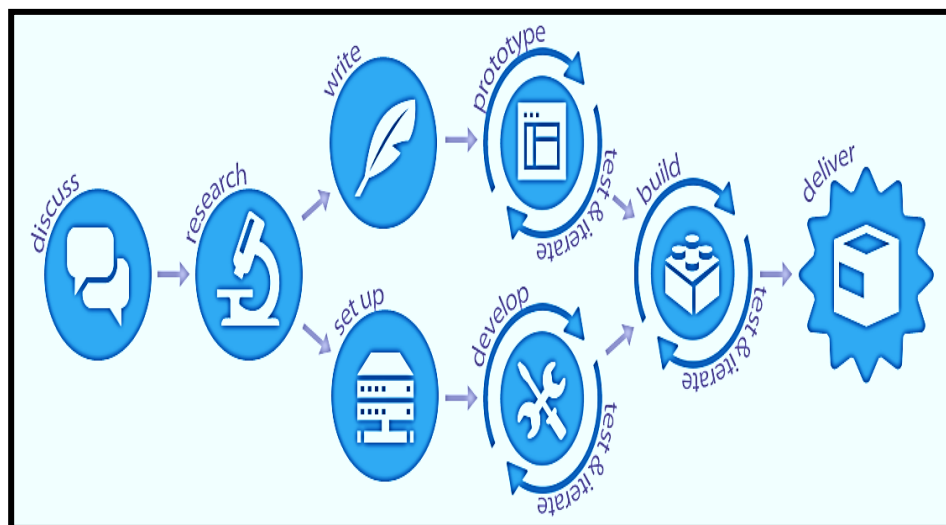 discuss
research
write
prototype
test & iterate
set up
develop
test & iterate
build
test & iterate
deliver